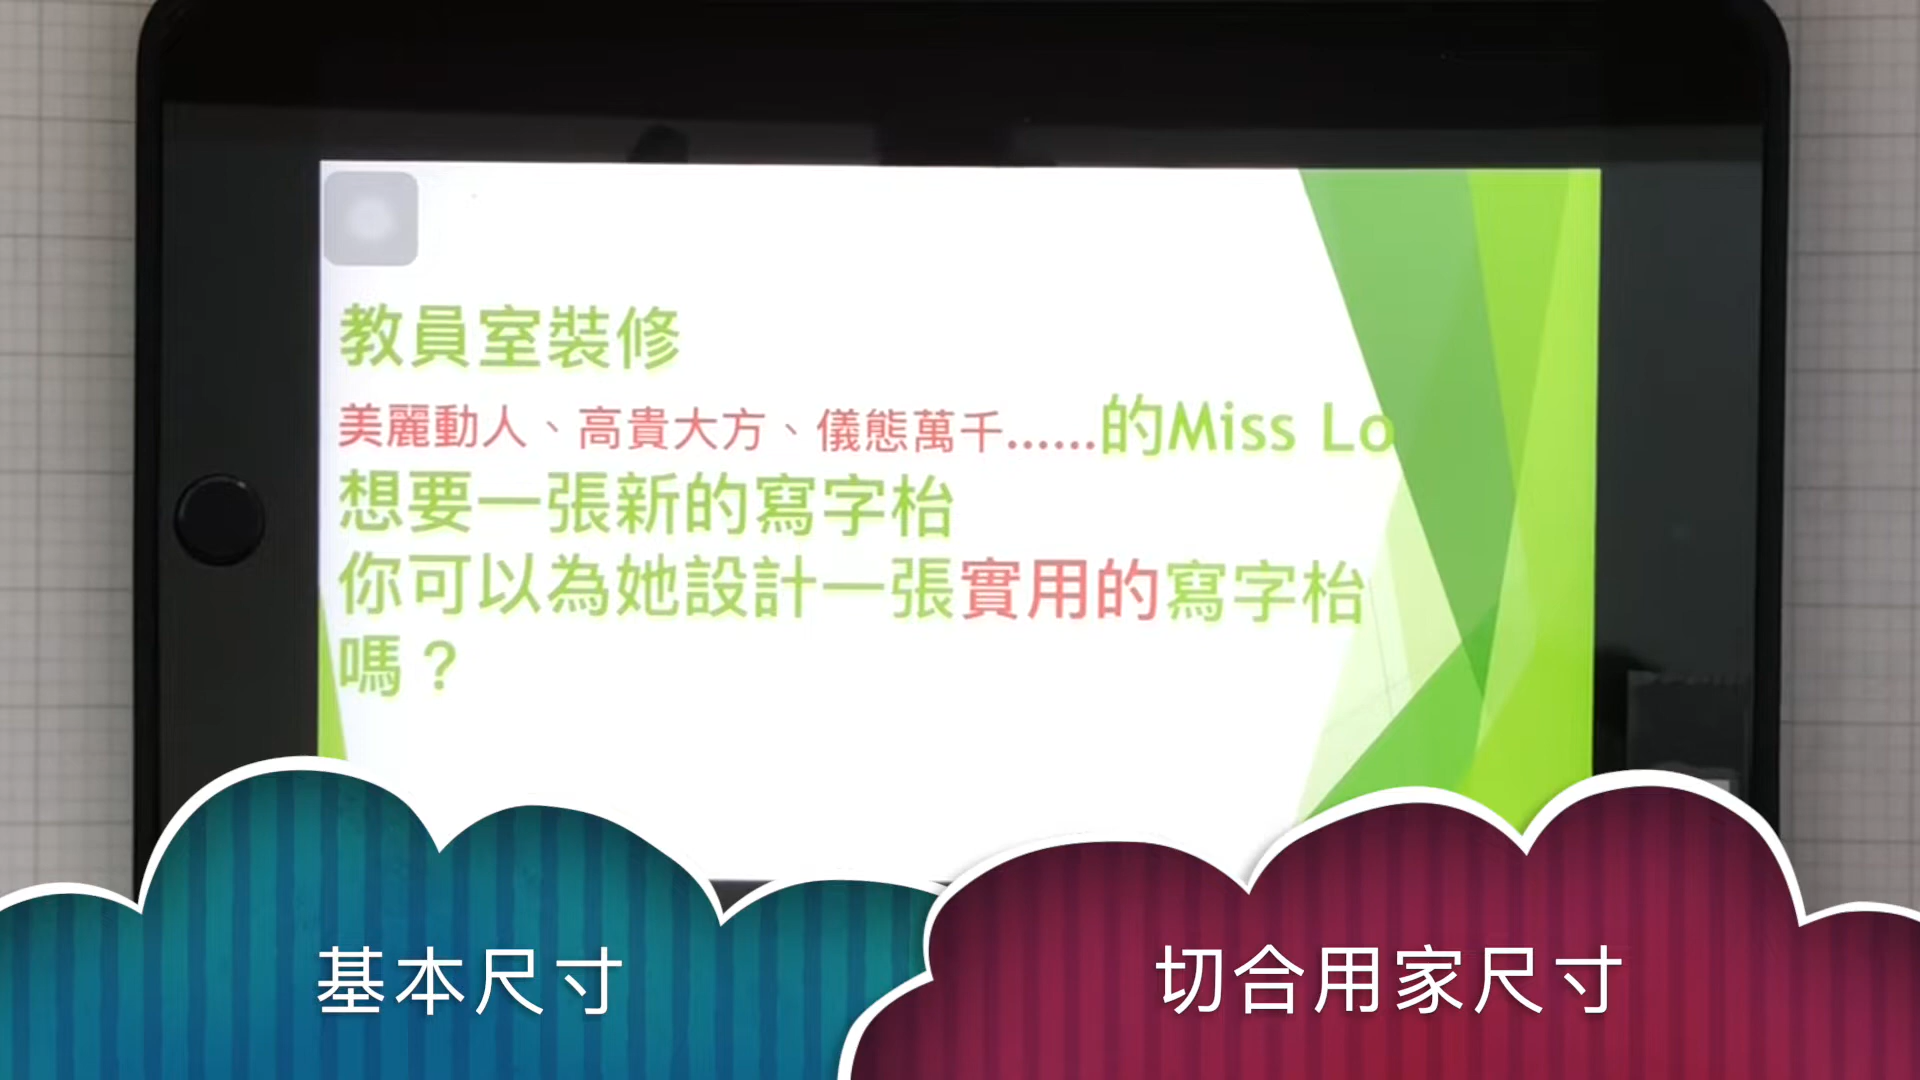 教員室裝修
美麗動人、高貴大方、儀態萬千......的Miss Lo
想要一張新的寫字枱
你可以為她設計一張實用的寫字枱
嗎？
基本尺寸
切合用家尺寸